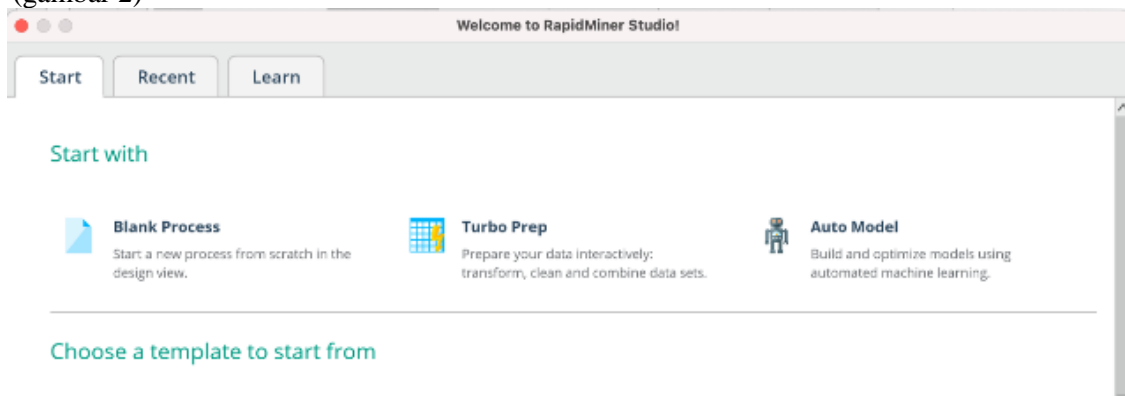 (gambar 2)
Welcome to RapidMiner Studio!
Start Recent Learn
Start with
Blank Process
Start a new process from scratch in the
design view.
Turbo Prep
Prepare your data interactively:
transform, clean and combine data sets.
Auto Model
Build and optimize models using
automated machine learning.
Choose a template to start from